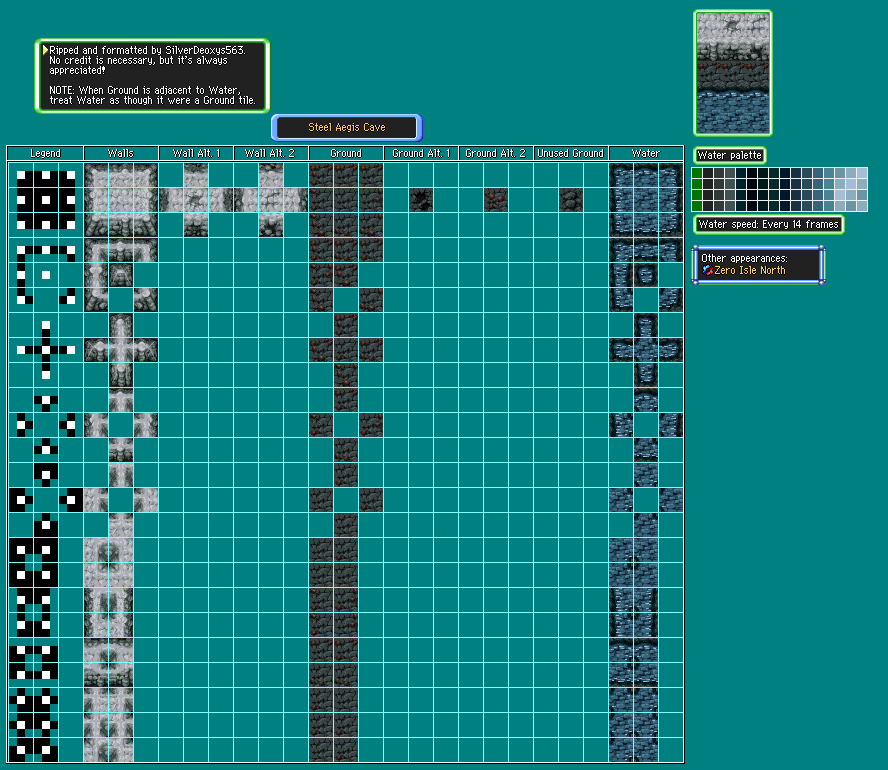 Ripped and formatted by SilverDeoxys563.
No credit is necessary, but it's always
appreciated!
NOTE: When Ground is adjacent to Water,
treat Water as though it were a Ground tile.
Steel Aegis Cave
Legend Walls Wall Alt. 1 Wall Alt. 2 Ground Ground Alt. 1 Ground Alt. 2 Unused Ground Water
Water palette
Water speed: Every 14 frames
Other appearances:
Zero Isle North